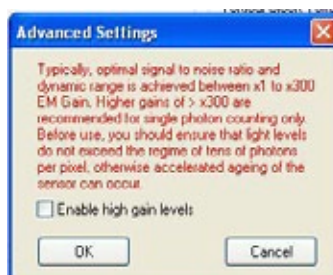 Advanced Settings
Typically, optimal signal to noise ratio and
dynamic range is achieved between x1 to x300
EM Gain. Higher gains of > x300 are
recommended for single photon counting only.
Before use, you should ensure that light levels
do not exceed the regime of tens of photons
per pixel, otherwise accelerated ageing of the
sensor can occur.
Enable high gain levels
OK
Cancel